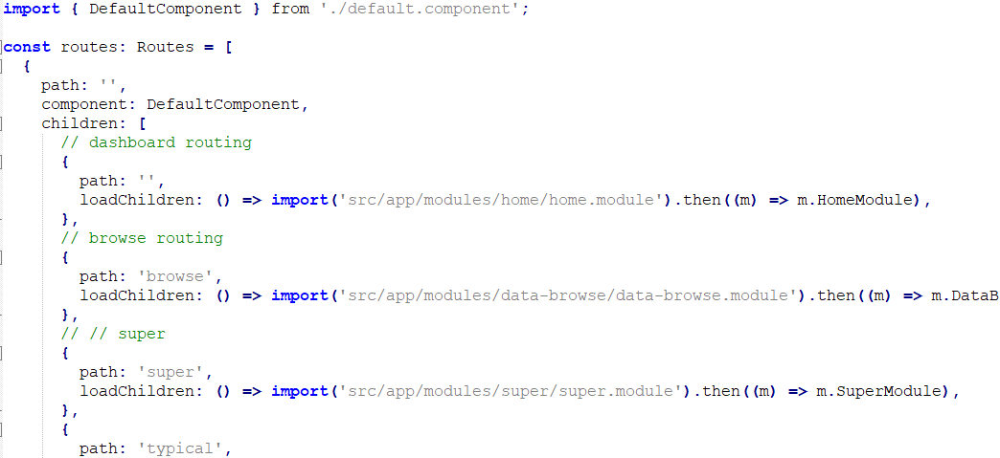 import { DefaultComponent } from './default.component';
const routes: Routes = [
{
path: '',
component: DefaultComponent,
children: [
// dashboard routing
{
path: '',
loadChildren: () => import('src/app/modules/home/home.module').then((m) => m.HomeModule),
},
// browse routing
{
path: 'browse',
loadChildren: () => import('src/app/modules/data-browse/data-browse.module').then((m) => m.DataB
},
// // super
{
path: 'super',
loadChildren: () => import('src/app/modules/super/super.module').then((m) => m.SuperModule),
},
{
path: 'typical',